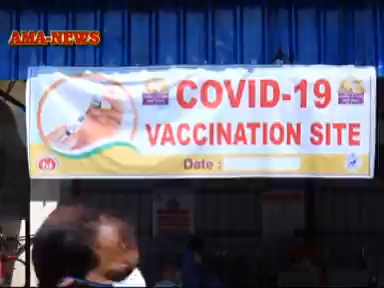 AMA-NEWS
COVID-19
VACCINATION SITE
Date :